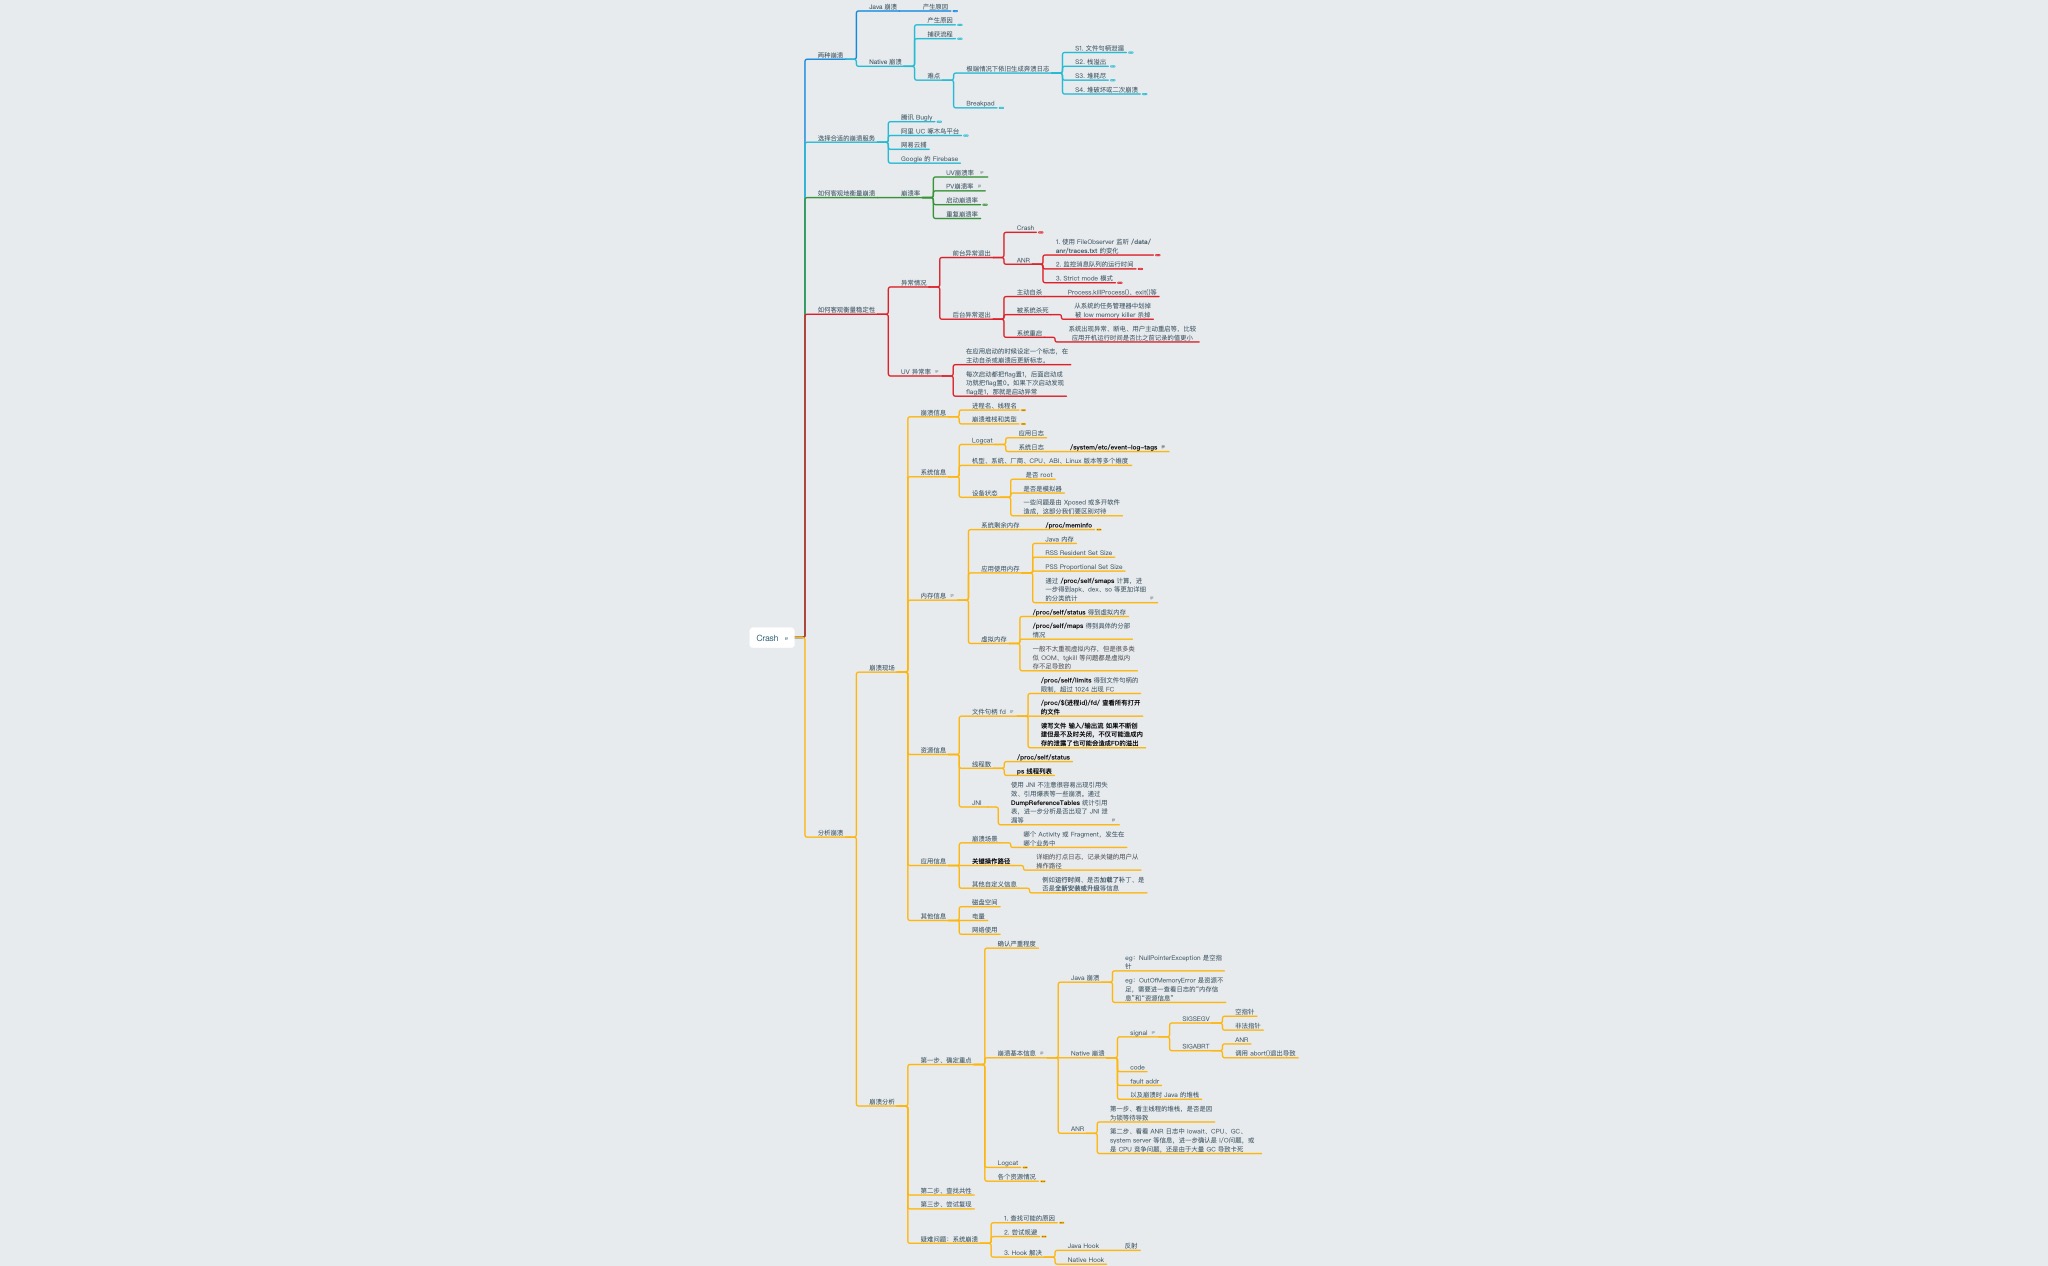 Crash
两种崩溃
Java 崩溃
产生原因
Native 崩溃
产生原因
捕获流程
难点
极端情况下依旧生成奔溃日志
S1. 文件句柄泄漏
S2. 栈溢出
S3. 堆耗尽
S4. 堆破坏或二次崩溃
Breakpad
选择合适的崩溃服务
腾讯 Bugly
阿里 UC 啄木鸟平台
网易云捕
Google 的 Firebase
如何客观地衡量崩溃
崩溃率
UV崩溃率
PV崩溃率
启动崩溃率
重复崩溃率
如何客观衡量稳定性
异常情况
前台异常退出
Crash
ANR
1. 使用 FileObserver 监听 /data/
anr/traces.txt 的变化
2. 监控消息队列的运行时间
3. Strict mode 模式
后台异常退出
主动自杀
Process.killProcess()、exit()等
被系统杀死
从系统的任务管理器中划掉
被 low memory killer 杀掉
系统重启
系统出现异常、断电、用户主动重启等，比较
应用开机运行时间是否比之前记录的值更小
UV 异常率
在应用启动的时候设定一个标志，在
主动自杀或崩溃后更新标志。
每次启动都把flag置1，后面启动成
功就把flag置0。如果下次启动发现
flag是1，那就是启动异常
分析崩溃
崩溃现场
崩溃信息
进程名、线程名
崩溃堆栈和类型
系统信息
Logcat
应用日志
系统日志
/system/etc/event-log-tags
机型、系统、厂商、CPU、ABI、Linux 版本等多个维度
设备状态
是否 root
是否是模拟器
一些问题是由 Xposed 或多开软件
造成，这部分我们要区别对待
内存信息
系统剩余内存
/proc/meminfo
应用使用内存
Java 内存
RSS Resident Set Size
PSS Proportional Set Size
通过 /proc/self/smaps 计算，进
一步得到apk、dex、so 等更加详细
的分类统计
虚拟内存
/proc/self/status 得到虚拟内存
/proc/self/maps 得到具体的分部
情况
一般不太重视虚拟内存，但是很多类
似 OOM、tgkill 等问题都是虚拟内
存不足导致的
资源信息
文件句柄 fd
/proc/self/limits 得到文件句柄的
限制，超过 1024 出现 FC
/proc/$(进程id)/fd/ 查看所有打开
的文件
读写文件 输入/输出流 如果不断创
建但是不及时关闭，不仅可能造成内
存的泄露了也可能会造成FD的溢出
线程数
/proc/self/status
ps 线程列表
JNI
使用 JNI 不注意很容易出现引用失
效、引用爆表等一些崩溃。通过
DumpReferenceTables 统计引用
表，进一步分析是否出现了 JNI 泄
漏等
应用信息
崩溃场景
哪个 Activity 或 Fragment，发生在
哪个业务中
关键操作路径
详细的打点日志，记录关键的用户从
操作路径
其他自定义信息
例如运行时间、是否加载了补丁、是
否是全新安装或升级等信息
其他信息
磁盘空间
电量
网络使用
崩溃分析
第一步、确定重点
确认严重程度
崩溃基本信息
Java 崩溃
eg：NullPointerException 是空指
针
eg：OutOfMemoryError 是资源不
足，需要进一查看日志的“内存信
息”和“资源信息”
Native 崩溃
signal
SIGSEGV
空指针
非法指针
SIGABRT
ANR
调用 abort()退出导致
code
fault addr
以及崩溃时 Java 的堆栈
ANR
第一步、看主线程的堆栈，是否是因
为锁等待导致
第二步、看看 ANR 日志中 iowait、CPU、GC、
system server 等信息，进一步确认是 I/O问题，或
是 CPU 竞争问题，还是由于大量 GC 导致卡死
Logcat
各个资源情况
第二步、查找共性
第三步、尝试复现
疑难问题：系统崩溃
1. 查找可能的原因
2. 尝试规避
3. Hook 解决
Java Hook
反射
Native Hook